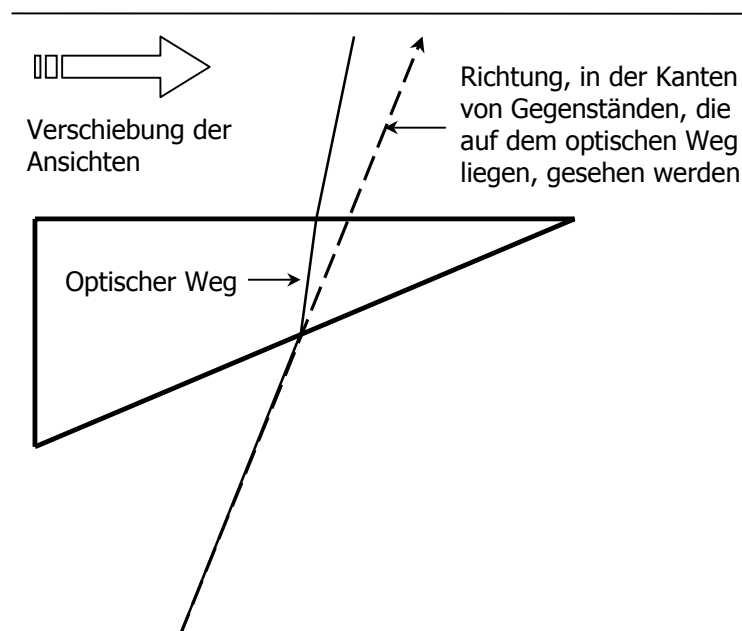 Verschiebung der
Ansichten
Richtung, in der Kanten
von Gegenständen, die
auf dem optischen Weg
liegen, gesehen werden
Optischer Weg